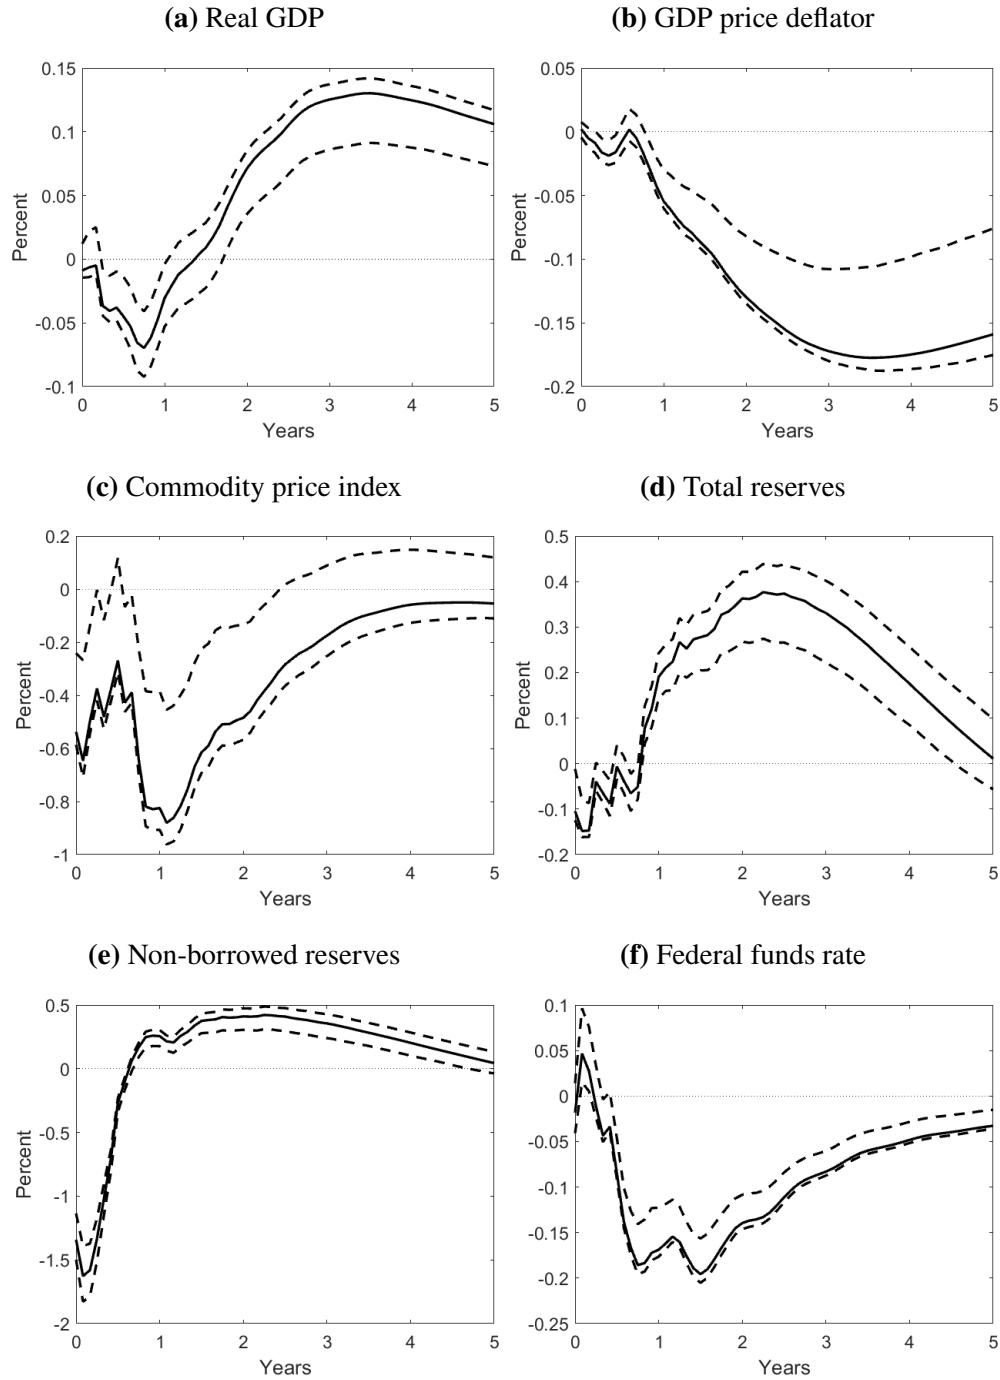 (a) Real GDP
0.15
0.1
0.05
0
-0.05
-0.1
Percent
0 1 2 3 4 5
Years
(b) GDP price deflator
0.05
0
-0.05
-0.1
-0.15
-0.2
Percent
0 1 2 3 4 5
Years
(c) Commodity price index
0.2
0
-0.2
-0.4
-0.6
-0.8
-1
Percent
0 1 2 3 4 5
Years
(d) Total reserves
0.5
0.4
0.3
0.2
0.1
0
-0.1
-0.2
Percent
0 1 2 3 4 5
Years
(e) Non-borrowed reserves
0.5
0
-0.5
-1
-1.5
-2
Percent
0 1 2 3 4 5
Years
(f) Federal funds rate
0.1
0.05
0
-0.05
-0.1
-0.15
-0.2
-0.25
Percent
0 1 2 3 4 5
Years